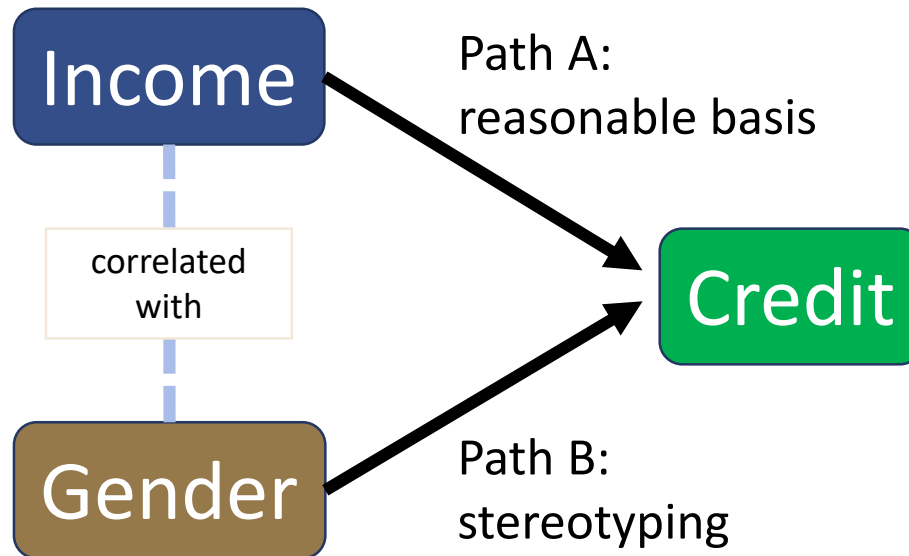 Income
Path A:
reasonable basis
correlated
with
Credit
Gender
Path B:
stereotyping